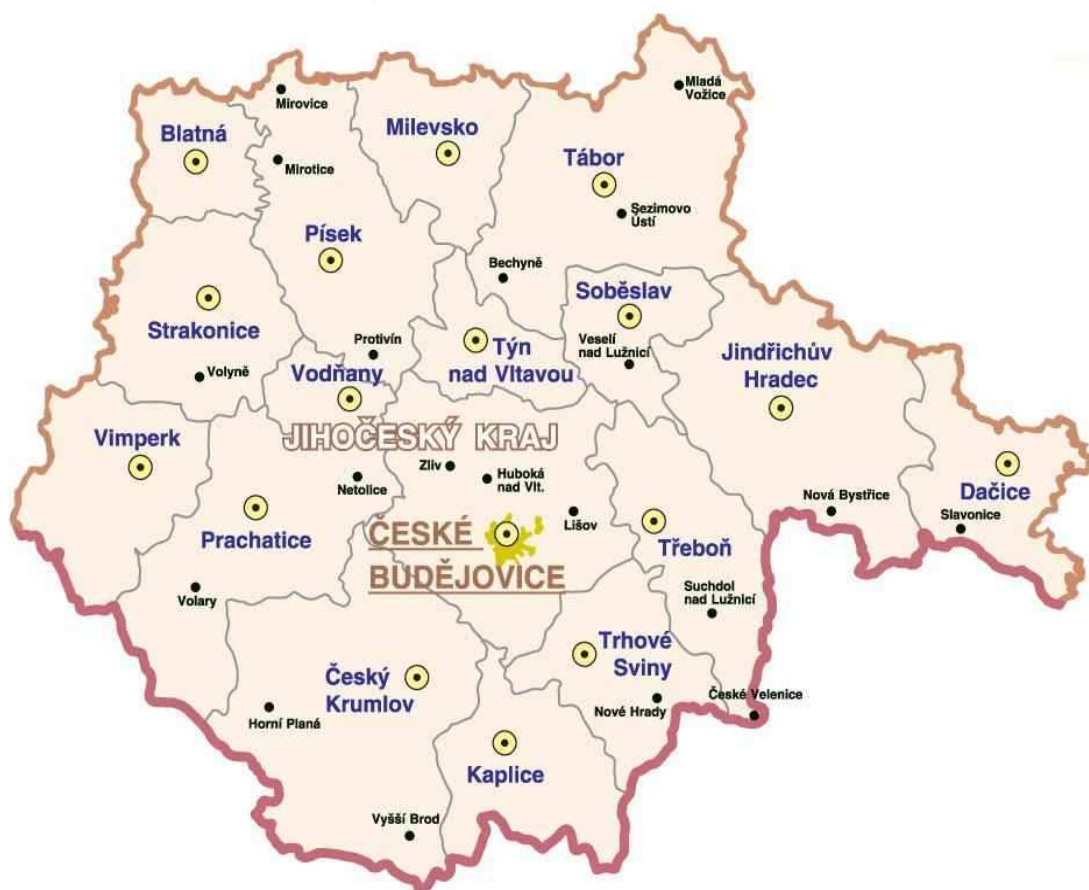 Mladá
Vožice
Mirovice
Blatná
Milevsko
Mirotice
Tábor
Sezimovo
Ústí
Písek
Bechyně
Soběslav
Strakonice
Protivín
Týn
nad Vltavou
Veselí
nad Lužnicí
Jindřichův
Hradec
Volyně
Vodňany
JIHOČESKÝ KRAJ
Vimperk
Zliv
Huboká
nad Vlt.
Netolice
Dačice
Nová Bystřice
Slavonice
Prachatice
ČESKÉ
BUDĚJOVICE
Lišov
Třeboň
Volary
Suchdol
nad Lužnicí
Trhové
Sviny
Český
Krumlov
České Velenice
Horní Planá
Nové Hrady
Kaplice
Vyšší Brod